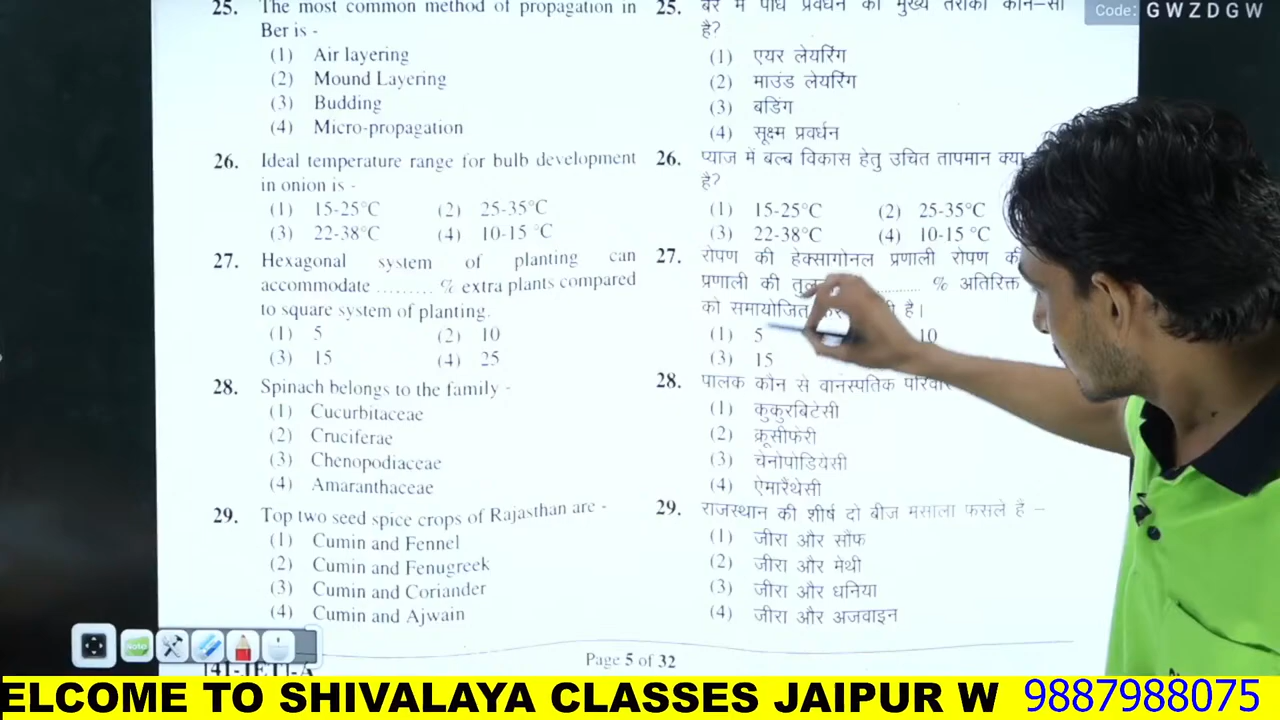 Code: G W Z D G W
25. The most common method of propagation in
Ber is -
(1) Air layering
(2) Mound Layering
(3) Budding
(4) Micro-propagation
26. Ideal temperature range for bulb development
in onion is -
(1) 15-25°C (2) 25-35°C
(3) 22-38°C (4) 10-15 °C
27. Hexagonal system of planting can
accommodate ......... % extra plants compared
to square system of planting.
(1) 5 (2) 10
(3) 15 (4) 25
28. Spinach belongs to the family -
(1) Cucurbitaceae
(2) Cruciferae
(3) Chenopodiaceae
(4) Amaranthaceae
29. Top two seed spice crops of Rajasthan are -
(1) Cumin and Fennel
(2) Cumin and Fenugreek
(3) Cumin and Coriander
(4) Cumin and Ajwain
25. बेर में पौध प्रवर्धन का मुख्य तरीका कौन-सा
है?
(1) एयर लेयरिंग
(2) माउंड लेयरिंग
(3) बडिंग
(4) सूक्ष्म प्रवर्धन
26. प्याज में बल्ब विकास हेतु उचित तापमान क्या
है?
(1) 15-25°C (2) 25-35°C
(3) 22-38°C (4) 10-15 °C
27. रोपण की हेक्सागोनल प्रणाली रोपण
प्रणाली की ............ % अतिरिक्त
को समायोजित है।
(1) 5 10
(3) 15
28. पालक कौन से वानस्पतिक
(1) कुकुरबिटेसी
(2) क्रूसीफेरी
(3) चेनोपोडियेसी
(4) ऐमारैंथेसी
29. राजस्थान की शीर्ष दो बीज मसाला फसले हैं –
(1) जीरा और सौंफ
(2) जीरा और मेथी
(3) जीरा और धनिया
(4) जीरा और अजवाइन
Note
[41-JET]-A
Page 5 of 32
ELCOME TO SHIVALAYA CLASSES JAIPUR W 9887988075